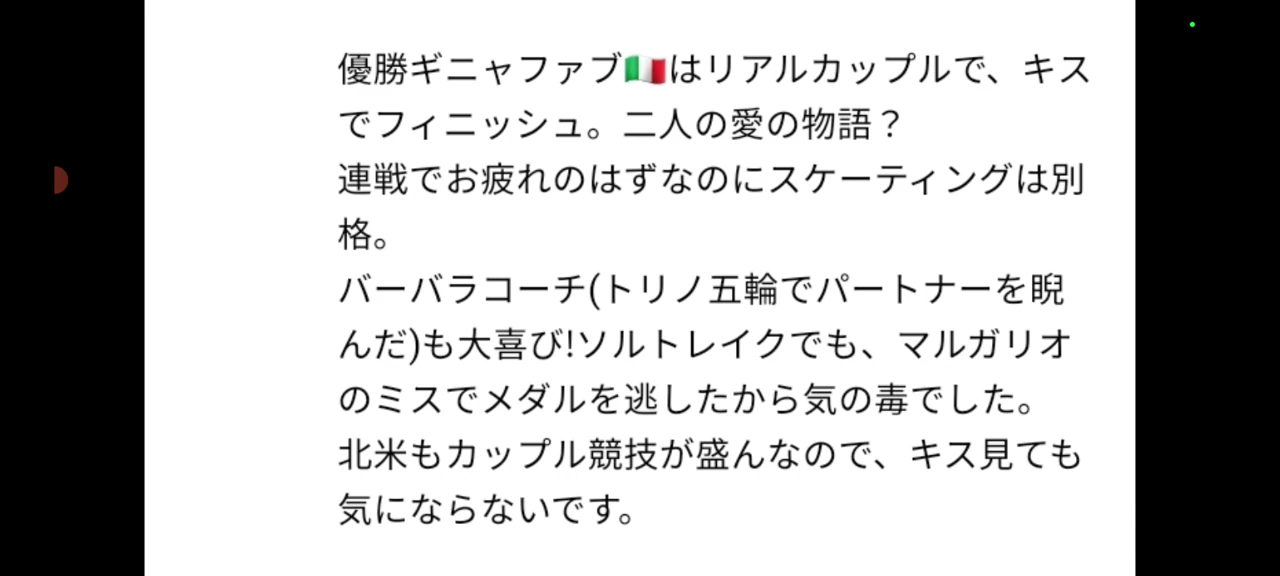 優勝ギニャファブ🇮🇹はリアルカップルで、キス
でフィニッシュ。二人の愛の物語？
連戦でお疲れのはずなのにスケーティングは別
格。
バーバラコーチ(トリノ五輪でパートナーを睨
んだ)も大喜び!ソルトレイクでも、マルガリオ
のミスでメダルを逃したから気の毒でした。
北米もカップル競技が盛んなので、キス見ても
気にならないです。